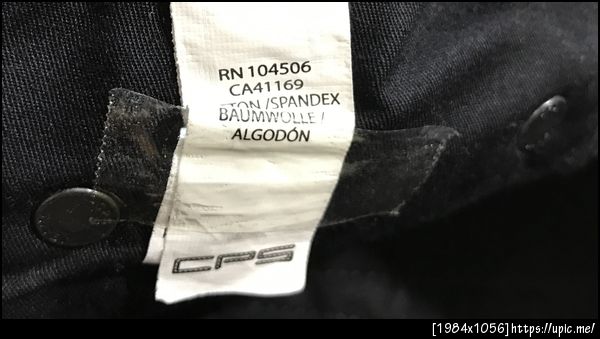 RN 104506
CA41169
TON /SPANDEX
BAUMWOLLE /
ALGODÓN
CPS
[1984x1056]https://upic.me/